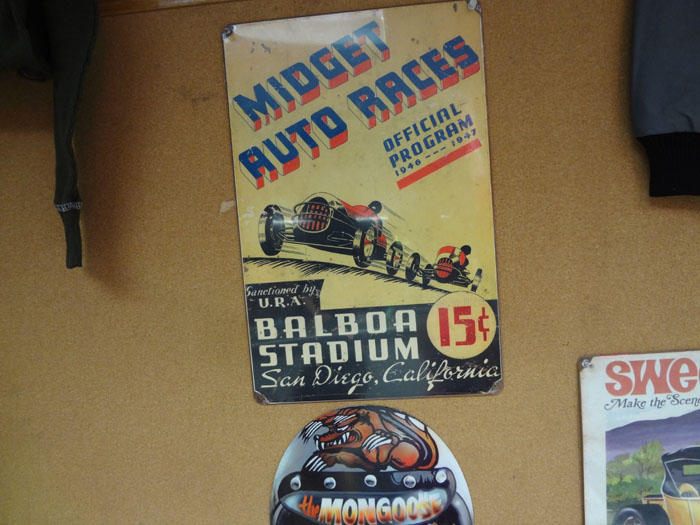 MIDGET
AUTO RACES
OFFICIAL
PROGRAM
1946 --- 1947
Sanctioned by
U.R.A.
BALBOA
STADIUM
15¢
San Diego, California
the MONGOOSE
SWE
Make the Scen